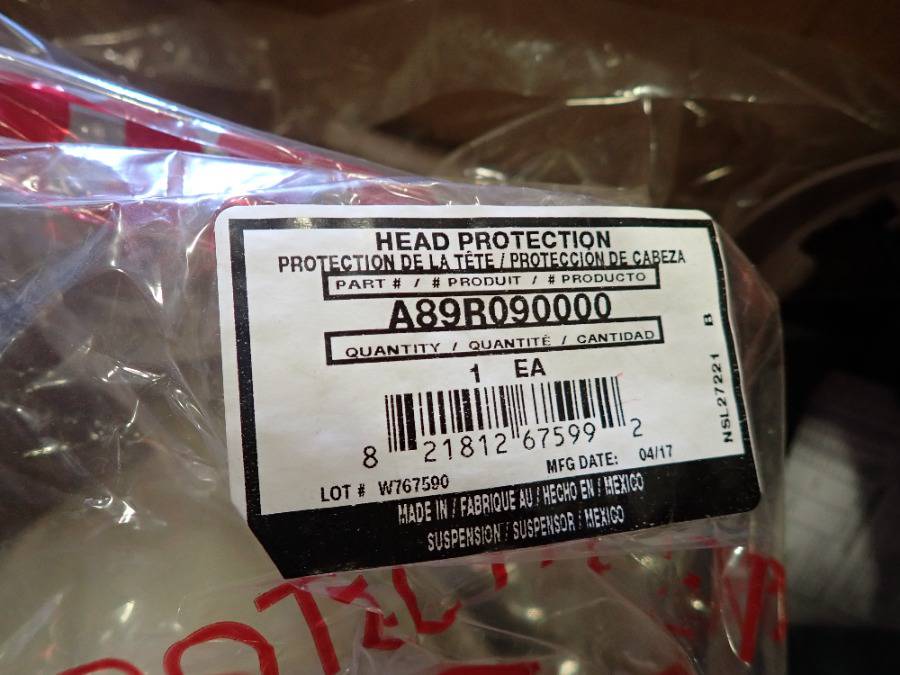 HEAD PROTECTION
PROTECTION DE LA TÊTE / PROTECCION DE CABEZA
PART # / # PRODUIT / # PRODUCTO
A89R090000
QUANTITY / QUANTITÉ / CANTIDAD
1 EA
8 21812 67599 2
LOT # W767590 MFG DATE: 04/17
MADE IN / FABRIQUE AU / HECHO EN / MEXICO
SUSPENSION / SUSPENSOR / MEXICO
NSL27221 B